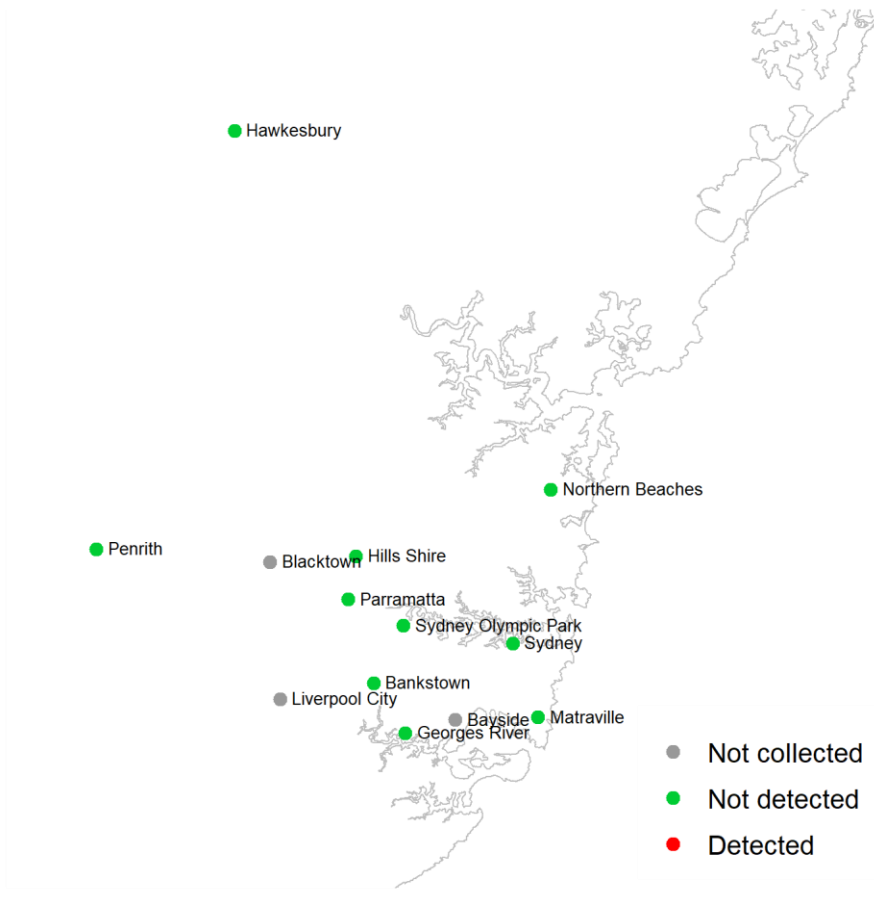 Hawkesbury
Northern Beaches
Penrith
Hills Shire
Blacktown
Parramatta
Sydney Olympic Park
Sydney
Bankstown
Liverpool City
Matraville
Bayside
Georges River
Not collected
Not detected
Detected